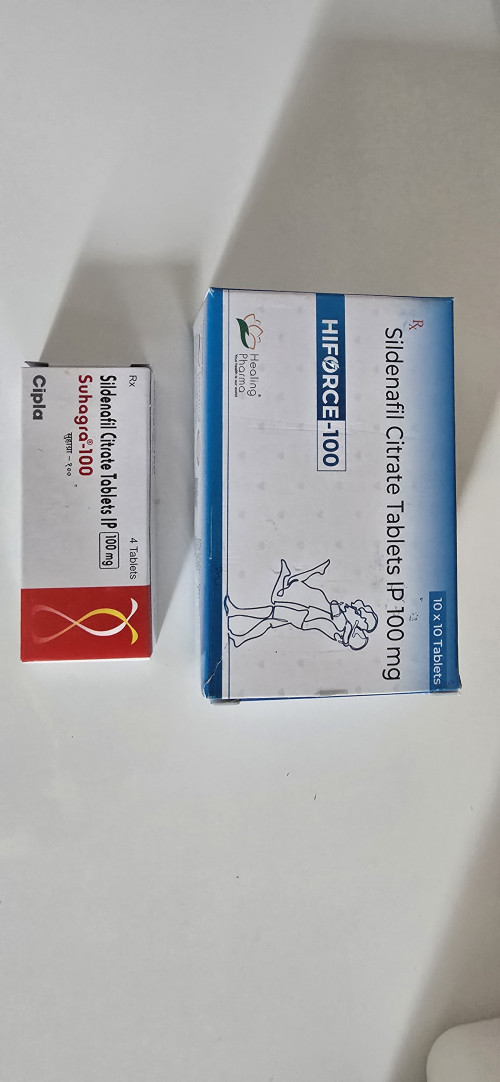 Rx
Sildenafil Citrate Tablets IP 100 mg
HIFORCE-100
Healing®
Pharma
10 x 10 Tablets
Rx
4 Tablets
Sildenafil Citrate Tablets IP 100 mg
Suhagra®-100
सुहाग्रा - १००
Cipla